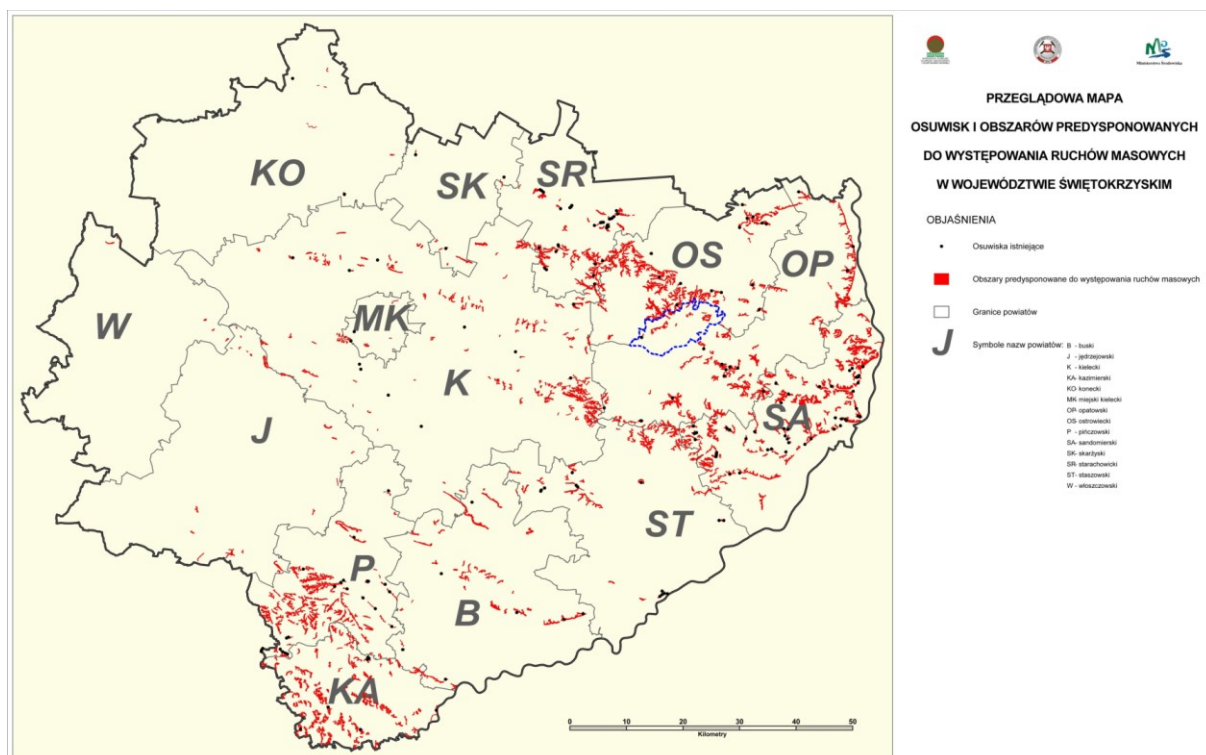 KO
SK
SR
OS
OP
W
MK
K
J
SA
ST
P
B
KA
0 10 20 30 40 50
Kilometry
Ministerstwo Środowiska
PRZEGLĄDOWA MAPA
OSUWISK I OBSZARÓW PREDYSPONOWANYCH
DO WYSTĘPOWANIA RUCHÓW MASOWYCH
W WOJEWÓDZTWIE ŚWIĘTOKRZYSKIM
OBJAŚNIENIA
Osuwiska istniejące
Obszary predysponowane do występowania ruchów masowych
Granice powiatów
J Symbole nazw powiatów: B - buski
J - jędrzejowski
K - kielecki
KA- kazimierski
KO- konecki
MK miejski kielecki
OP- opatowski
OS- ostrowiecki
P - pińczowski
SA- sandomierski
SK- skarżyski
SR- starachowicki
ST- staszowski
W - włoszczowski